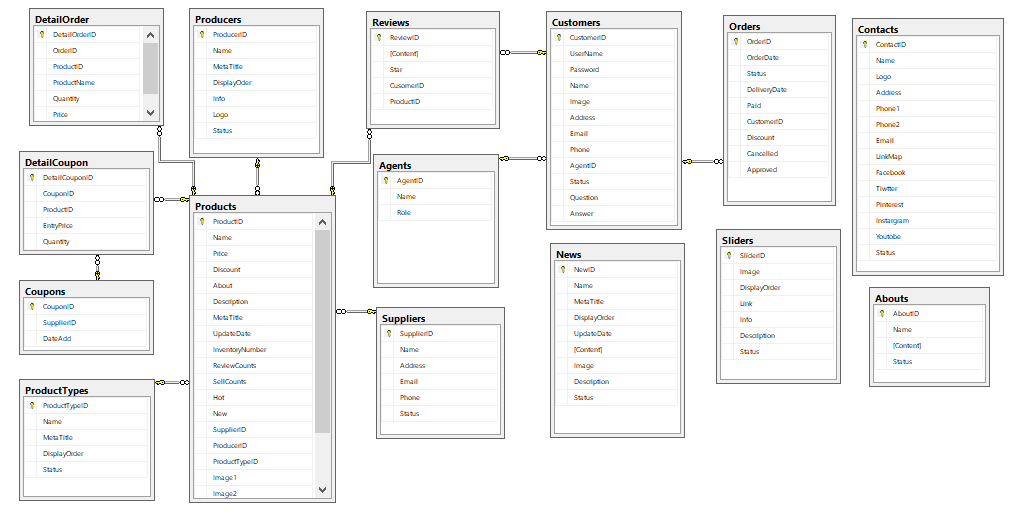 DetailOrder
DetailOrderID
OrderID
ProductID
ProductName
Quantity
Price
Producers
ProducerID
Name
MetaTitle
DisplayOder
Info
Logo
Status
Reviews
ReviewID
[Content]
Star
CusomerID
ProductID
Customers
CustomerID
UserName
Password
Name
Image
Address
Email
Phone
AgentID
Status
Question
Answer
Orders
OrderID
OrderDate
Status
DeliveryDate
Paid
CustomerID
Discount
Cancelled
Approved
Contacts
ContactID
Name
Logo
Address
Phone1
Phone2
Email
LinkMap
Facebook
Tiwtter
Pinterest
Instargram
Youtobe
Status
DetailCoupon
DetailCouponID
CouponID
ProductID
EntryPrice
Quantity
Agents
AgentID
Name
Role
Products
ProductID
Name
Price
Discount
About
Description
MetaTitle
UpdateDate
InventoryNumber
ReviewCounts
SellCounts
Hot
New
SupplierID
ProducerID
ProductTypeID
Image1
Image2
News
NewID
Name
MetaTitle
DisplayOrder
UpdateDate
[Content]
Image
Description
Status
Sliders
SliderID
Image
DisplayOrder
Link
Info
Description
Status
Coupons
CouponID
SupplierID
DateAdd
Suppliers
SupplierID
Name
Address
Email
Phone
Status
Abouts
AboutID
Name
[Content]
Status
ProductTypes
ProductTypeID
Name
MetaTitle
DisplayOrder
Status